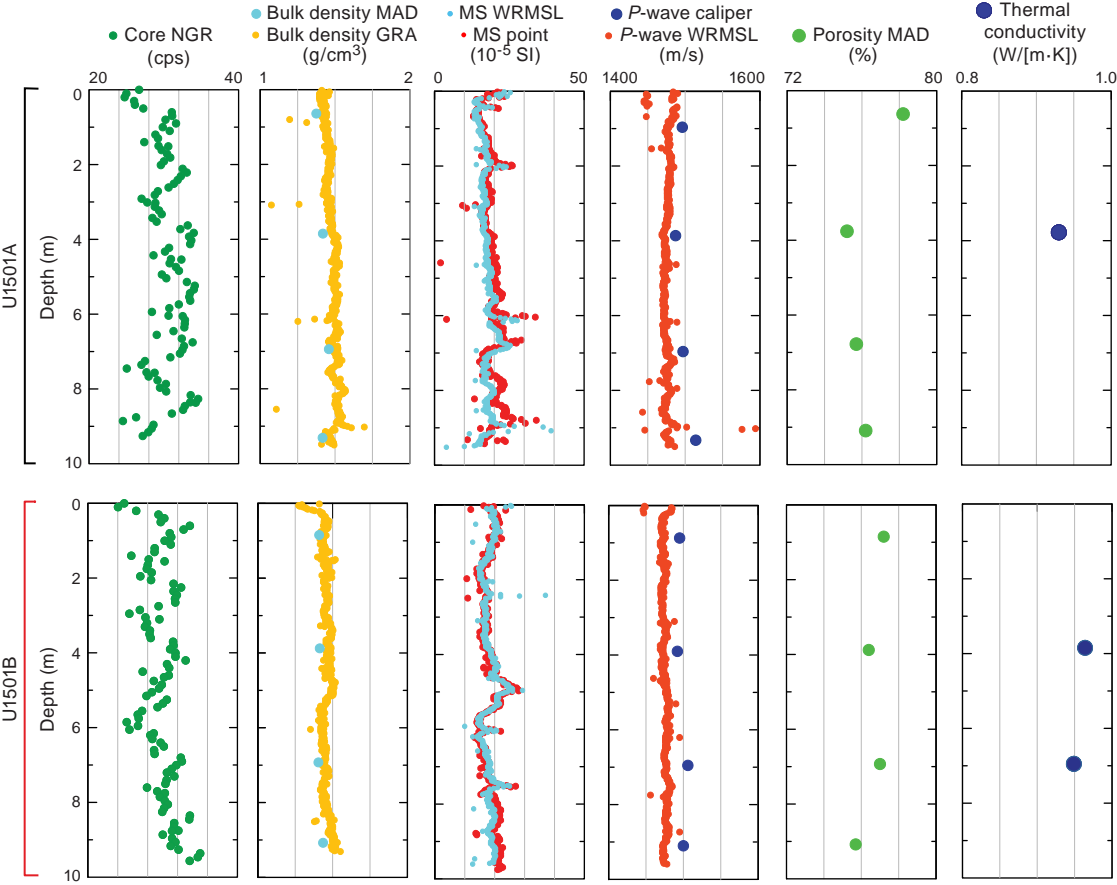 Core NGR
(cps)
Bulk density MAD
Bulk density GRA
(g/cm³)
MS WRMSL
MS point
(10⁻⁵ SI)
P-wave caliper
P-wave WRMSL
(m/s)
Porosity MAD
(%)
Thermal
conductivity
(W/[m·K])
20 40 1 2 0 50 1400 1600 72 80 0.8 1.0
U1501A
Depth (m)
0
2
4
6
8
10
U1501B
Depth (m)
0
2
4
6
8
10